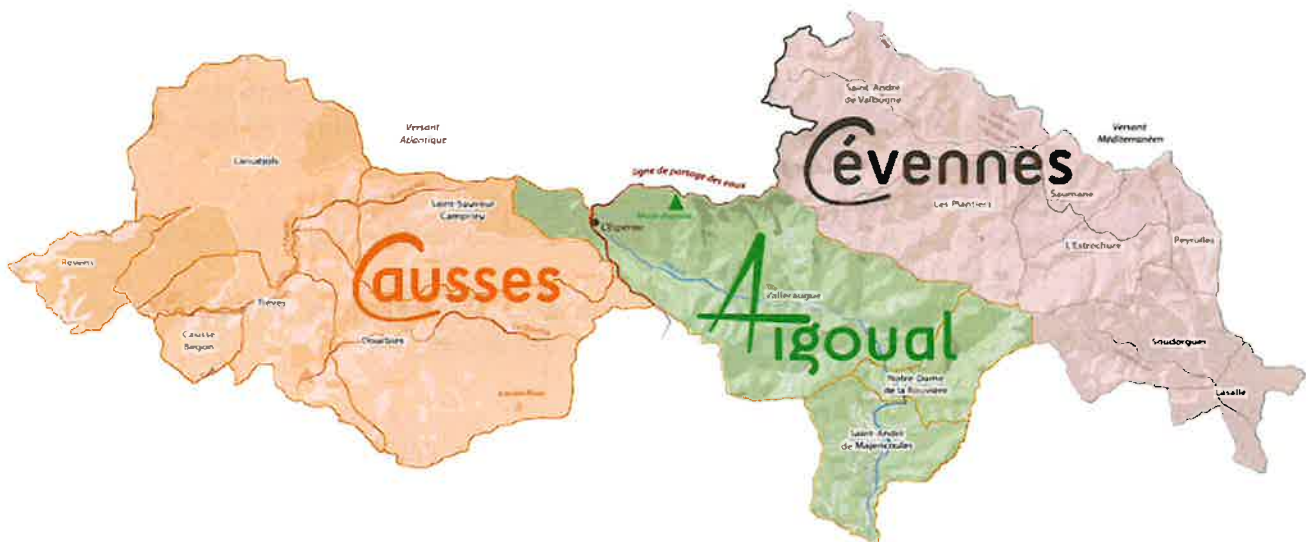 Saint-André
de Valborgne
Versant
Atlantique
Versant
Méditerranéen
Cévennes
Lanuéjols
ligne de partage des eaux
Saumane
Les Plantiers
Saint-Sauveur
Camprieu
L'Espérou
L'Estréchure
Peyrolles
Revens
Causses
Aigoual
Trèves
Valleraugue
Causse
Bégon
Dourbies
Soudorgues
Notre-Dame
de la Rouvière
Lasalle
Saint-André
de Majencoules